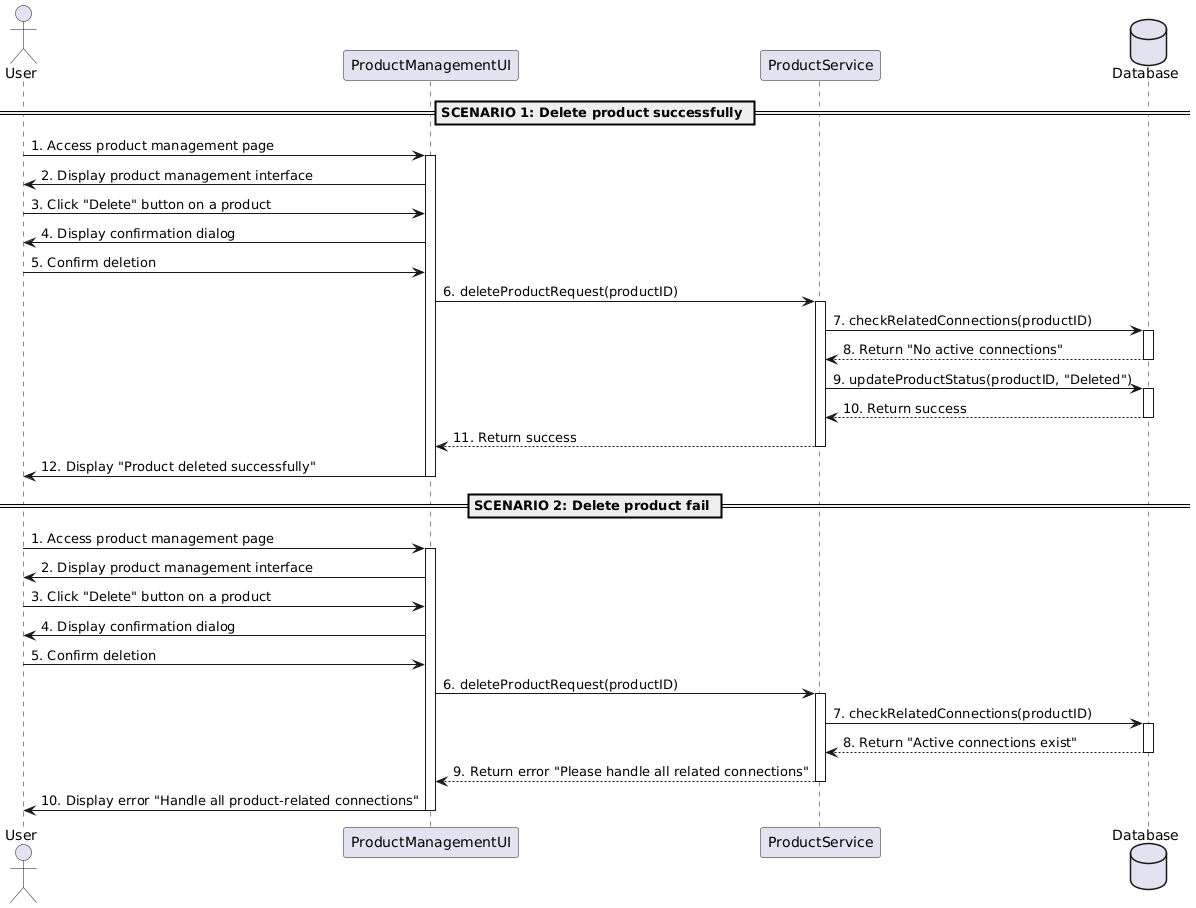 User
ProductManagementUI
ProductService
Database
SCENARIO 1: Delete product successfully
1. Access product management page
2. Display product management interface
3. Click "Delete" button on a product
4. Display confirmation dialog
5. Confirm deletion
6. deleteProductRequest(productID)
7. checkRelatedConnections(productID)
8. Return "No active connections"
9. updateProductStatus(productID, "Deleted")
10. Return success
11. Return success
12. Display "Product deleted successfully"
SCENARIO 2: Delete product fail
1. Access product management page
2. Display product management interface
3. Click "Delete" button on a product
4. Display confirmation dialog
5. Confirm deletion
6. deleteProductRequest(productID)
7. checkRelatedConnections(productID)
8. Return "Active connections exist"
9. Return error "Please handle all related connections"
10. Display error "Handle all product-related connections"
User
ProductManagementUI
ProductService
Database